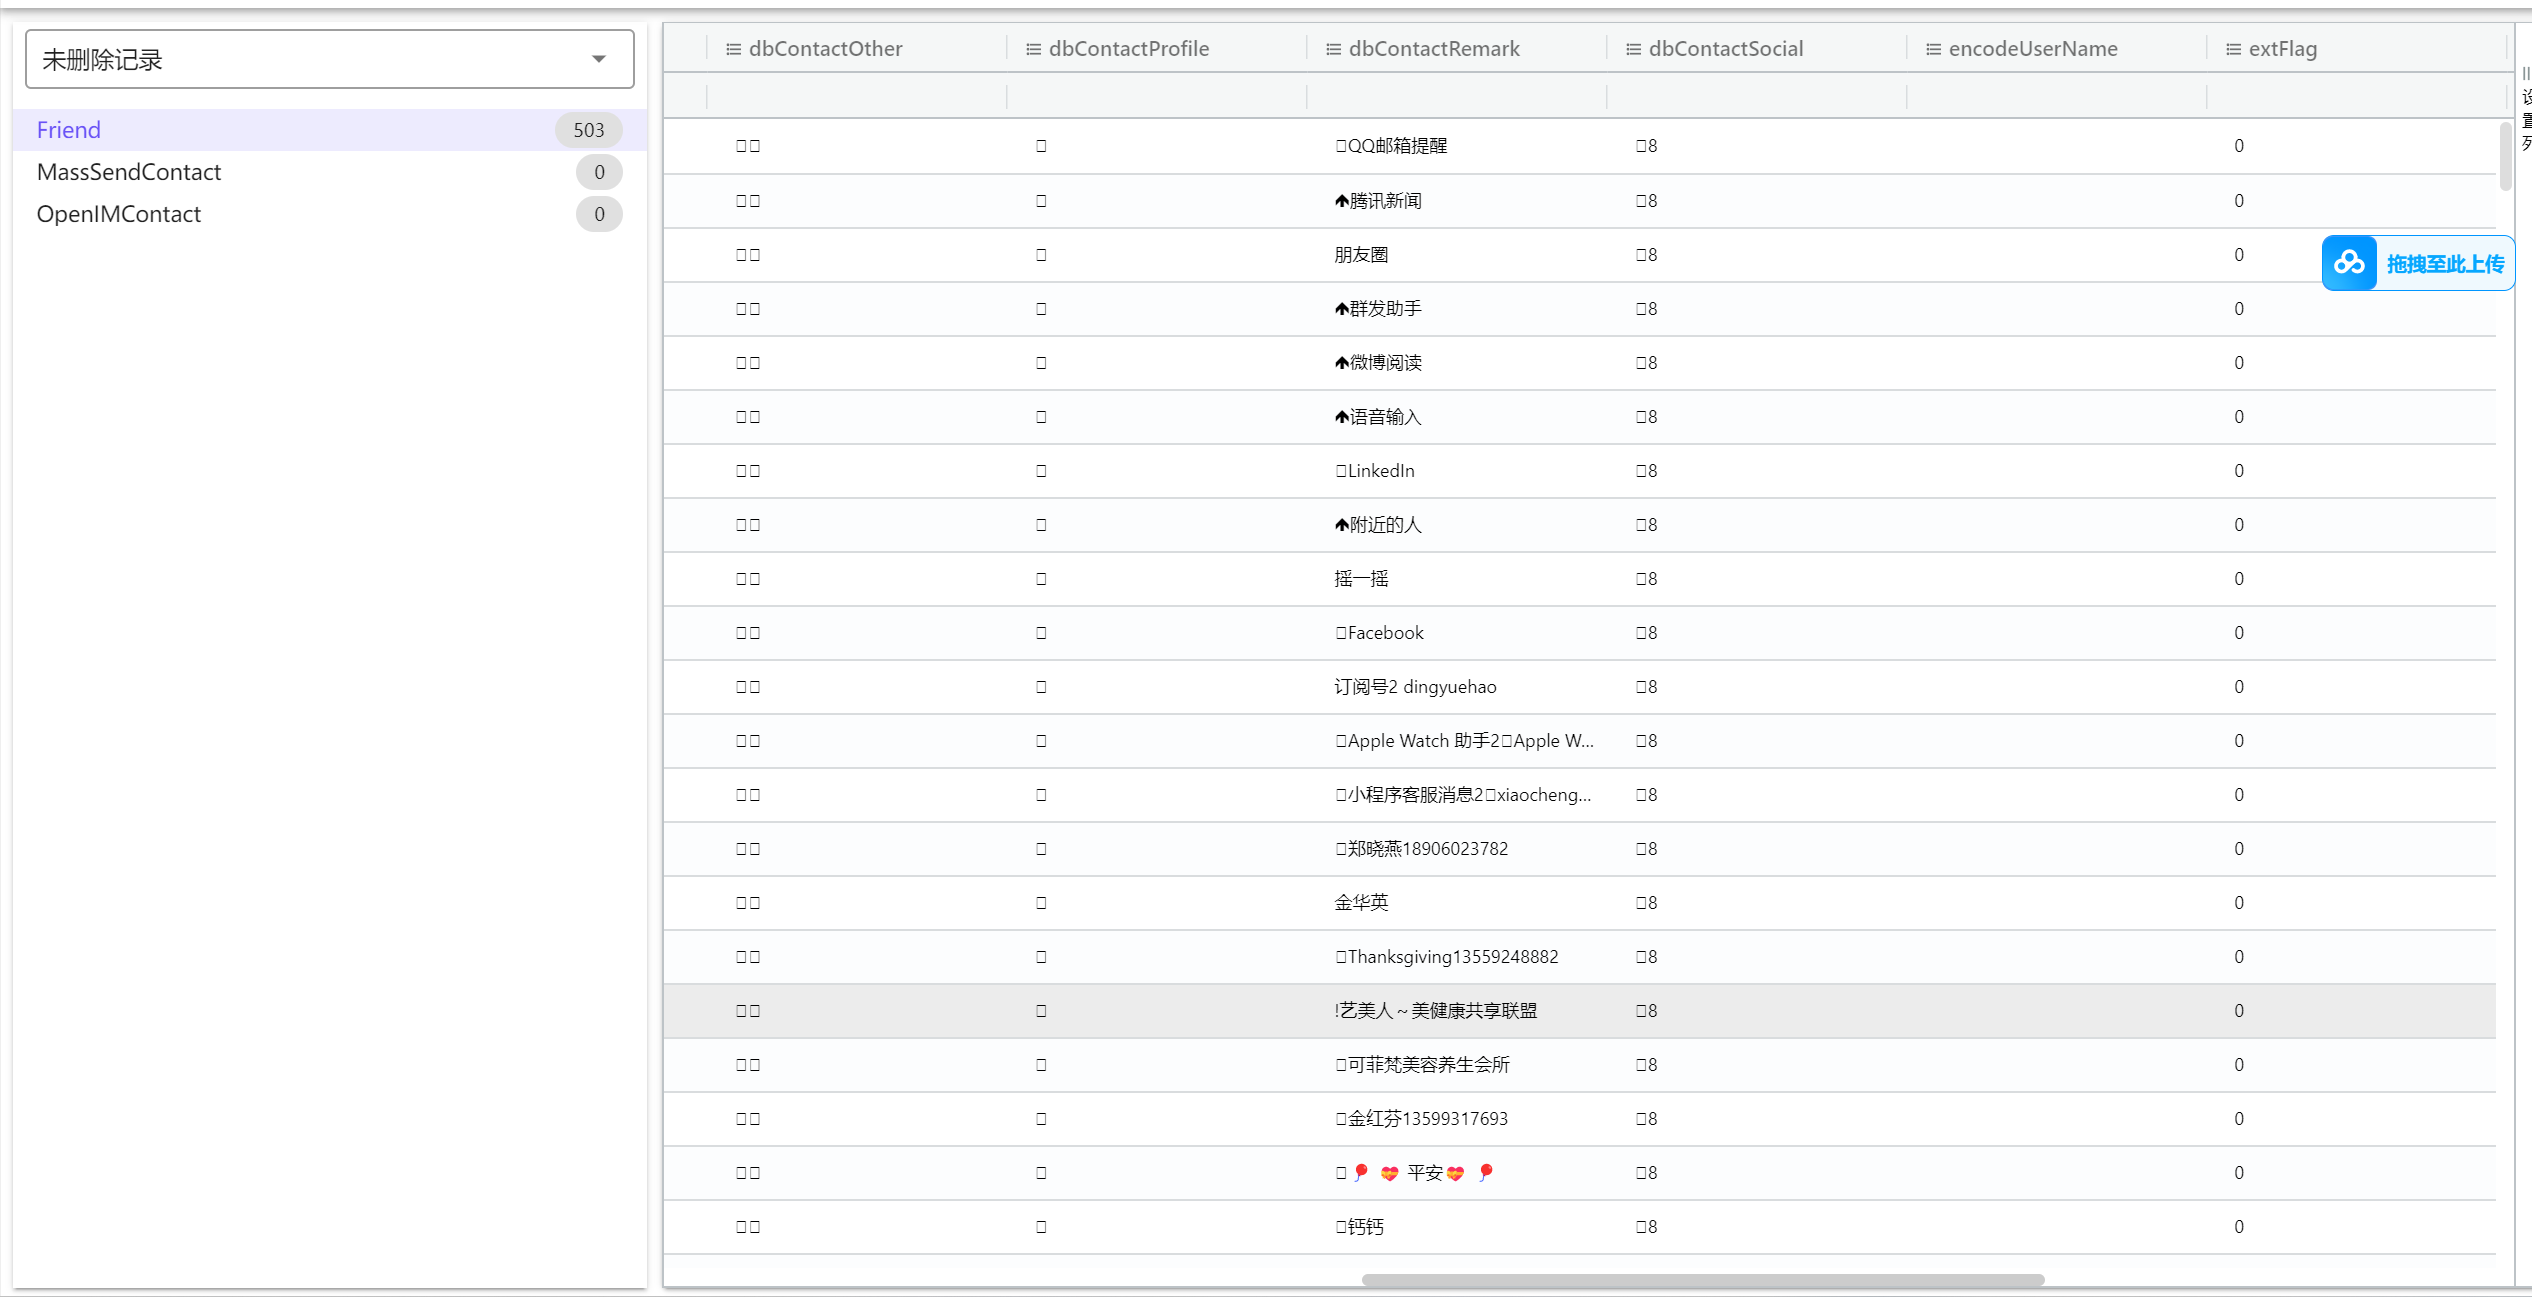 未删除记录
Friend 503
MassSendContact 0
OpenIMContact 0
dbContactOther dbContactProfile dbContactRemark dbContactSocial encodeUserName extFlag
QQ邮箱提醒 8 0
腾讯新闻 8 0
朋友圈 8 0
群发助手 8 0
微博阅读 8 0
语音输入 8 0
LinkedIn 8 0
附近的人 8 0
摇一摇 8 0
Facebook 8 0
订阅号2 dingyuehao 8 0
Apple Watch 助手2 Apple W... 8 0
小程序客服消息2 xiaocheng... 8 0
郑晓燕18906023782 8 0
金华英 8 0
Thanksgiving13559248882 8 0
!艺美人～美健康共享联盟 8 0
可菲梵美容养生会所 8 0
金红芬13599317693 8 0
🎈 💝 平安💝 🎈 8 0
钙钙 8 0
拖拽至此上传